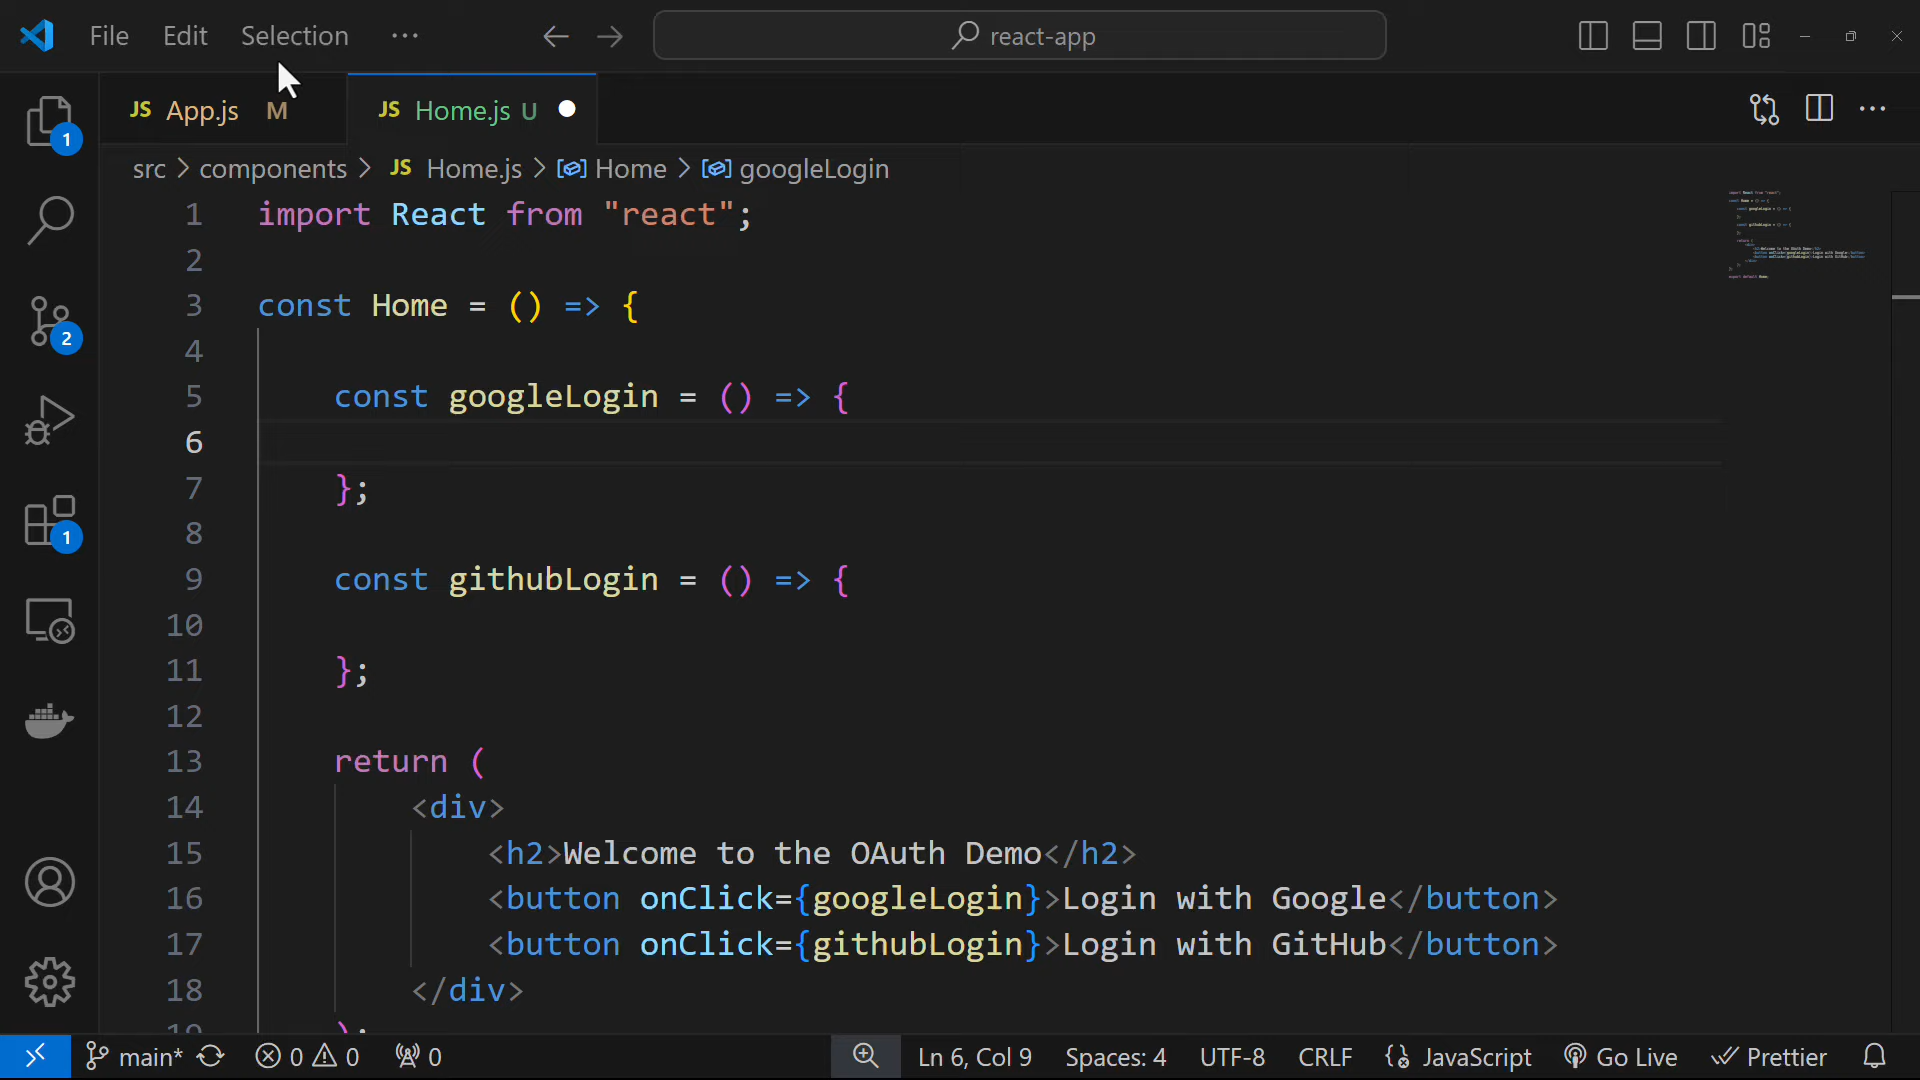 File Edit Selection ··· react-app
JS App.js M JS Home.js U
src > components > JS Home.js > Home > googleLogin
1 import React from "react";
2
3 const Home = () => {
4
5 const googleLogin = () => {
6
7 };
8
9 const githubLogin = () => {
10
11 };
12
13 return (
14 <div>
15 <h2>Welcome to the OAuth Demo</h2>
16 <button onClick={googleLogin}>Login with Google</button>
17 <button onClick={githubLogin}>Login with GitHub</button>
18 </div>
19 );
1
2
1
main* 0 0 0 Ln 6, Col 9 Spaces: 4 UTF-8 CRLF JavaScript Go Live Prettier